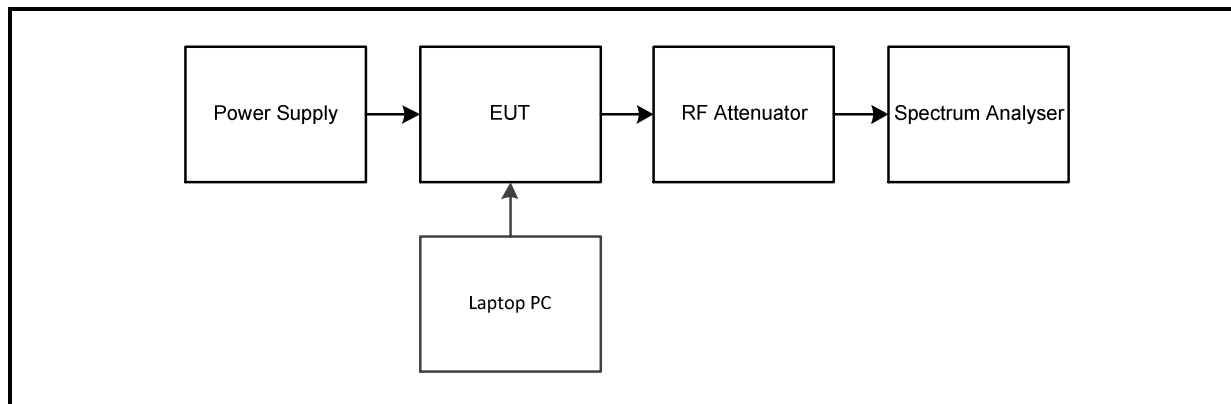 Power Supply
EUT
RF Attenuator
Spectrum Analyser
Laptop PC